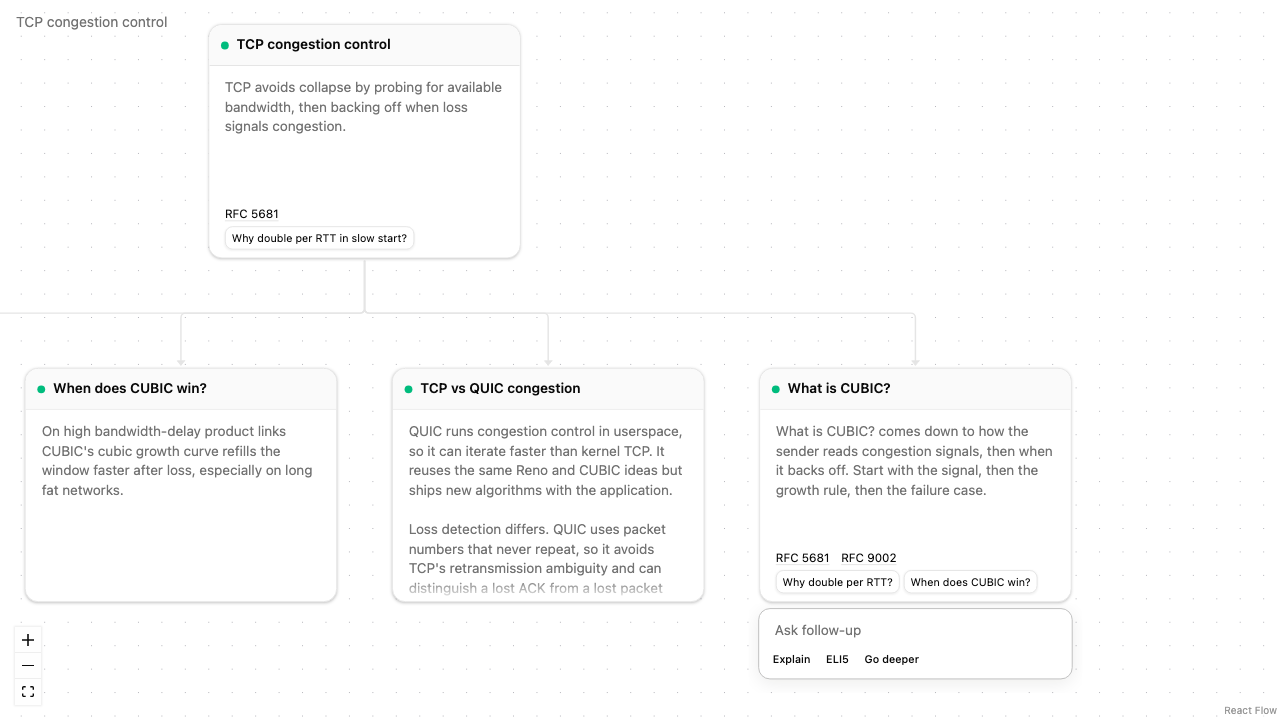 TCP congestion control
TCP congestion control
TCP avoids collapse by probing for available
bandwidth, then backing off when loss
signals congestion.
RFC 5681
Why double per RTT in slow start?
When does CUBIC win?
On high bandwidth-delay product links
CUBIC's cubic growth curve refills the
window faster after loss, especially on long
fat networks.
TCP vs QUIC congestion
QUIC runs congestion control in userspace,
so it can iterate faster than kernel TCP. It
reuses the same Reno and CUBIC ideas but
ships new algorithms with the application.
Loss detection differs. QUIC uses packet
numbers that never repeat, so it avoids
TCP's retransmission ambiguity and can
distinguish a lost ACK from a lost packet
What is CUBIC?
What is CUBIC? comes down to how the
sender reads congestion signals, then when
it backs off. Start with the signal, then the
growth rule, then the failure case.
RFC 5681 RFC 9002
Why double per RTT? When does CUBIC win?
Ask follow-up
Explain ELI5 Go deeper
React Flow